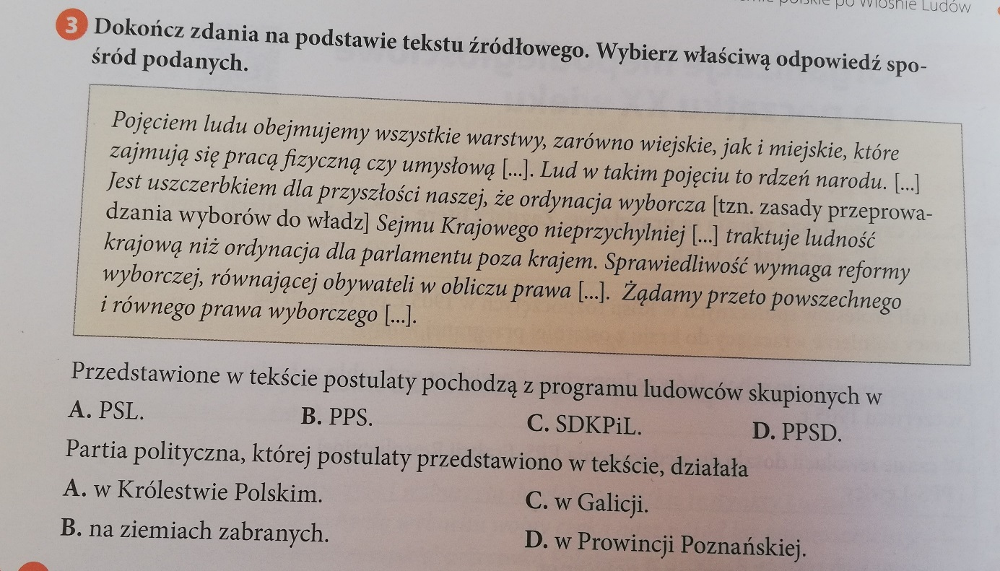 polskie po Wiośnie Ludów
3 Dokończ zdania na podstawie tekstu źródłowego. Wybierz właściwą odpowiedź spo-
śród podanych.
Pojęciem ludu obejmujemy wszystkie warstwy, zarówno wiejskie, jak i miejskie, które
zajmują się pracą fizyczną czy umysłową [...]. Lud w takim pojęciu to rdzeń narodu. [...]
Jest uszczerbkiem dla przyszłości naszej, że ordynacja wyborcza [tzn. zasady przeprowa-
dzania wyborów do władz] Sejmu Krajowego nieprzychylniej [...] traktuje ludność
krajową niż ordynacja dla parlamentu poza krajem. Sprawiedliwość wymaga reformy
wyborczej, równającej obywateli w obliczu prawa [...]. Żądamy przeto powszechnego
i równego prawa wyborczego [...].
Przedstawione w tekście postulaty pochodzą z programu ludowców skupionych w
A. PSL. B. PPS. C. SDKPiL. D. PPSD.
Partia polityczna, której postulaty przedstawiono w tekście, działała
A. w Królestwie Polskim. C. w Galicji.
B. na ziemiach zabranych. D. w Prowincji Poznańskiej.